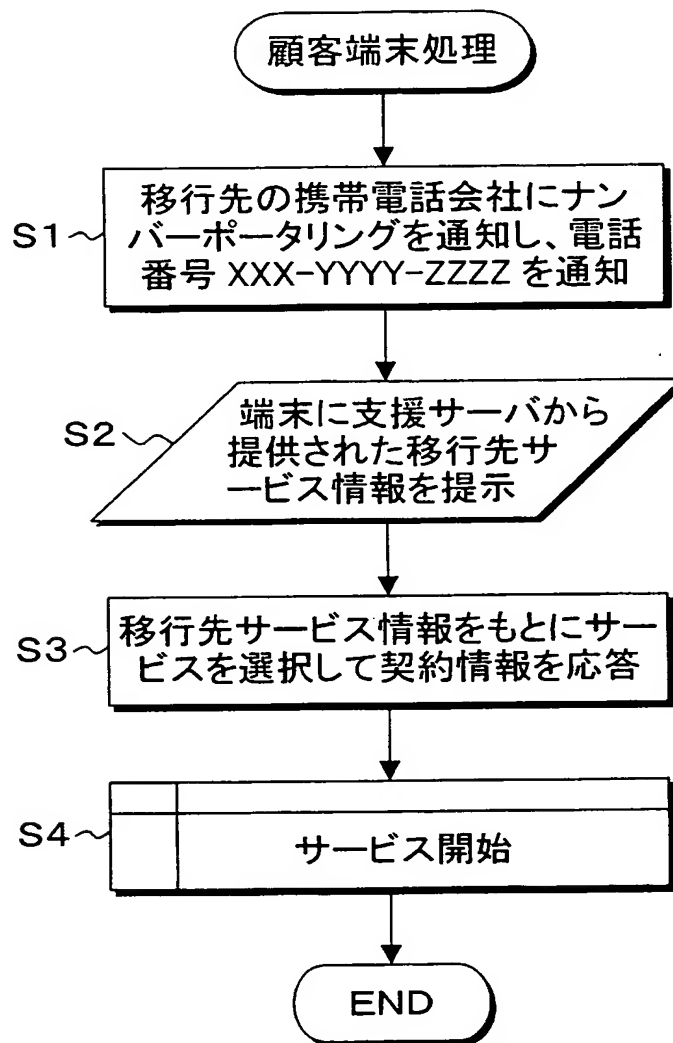 顧客端末処理
S1
移行先の携帯電話会社にナン
バーポータリングを通知し、電話
番号 XXX-YYYY-ZZZZ を通知
S2
端末に支援サーバから
提供された移行先サ
ービス情報を提示
S3
移行先サービス情報をもとにサー
ビスを選択して契約情報を応答
S4
サービス開始
END